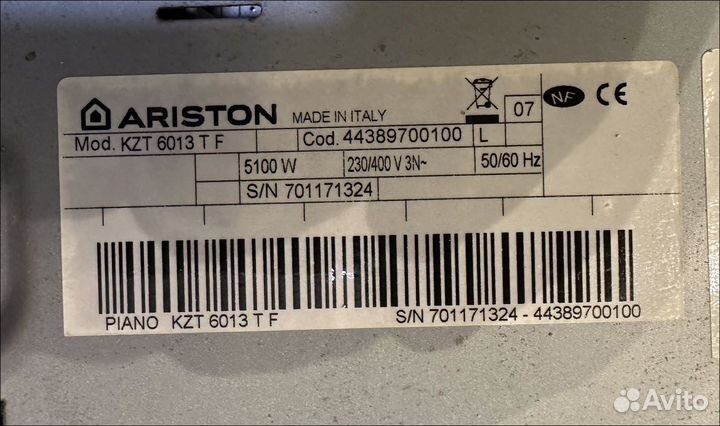 ARISTON MADE IN ITALY 07 NF CE
Mod. KZT 6013 T F Cod. 44389700100 L
5100 W 230/400 V 3N~ 50/60 Hz
S/N 701171324
PIANO KZT 6013 T F S/N 701171324 - 44389700100
Avito